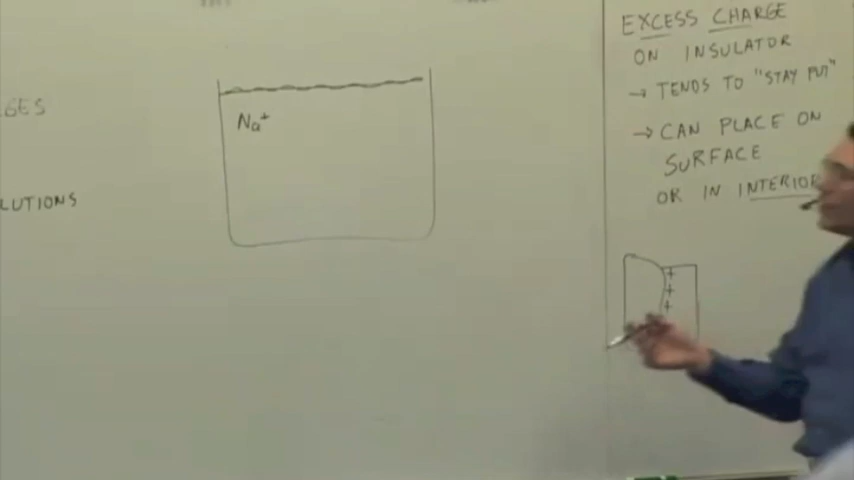 GES
LUTIONS
Na+
EXCESS CHARGE
ON INSULATOR
→ TENDS TO "STAY PUT"
→ CAN PLACE ON
SURFACE
OR IN INTERIOR
+
+
+